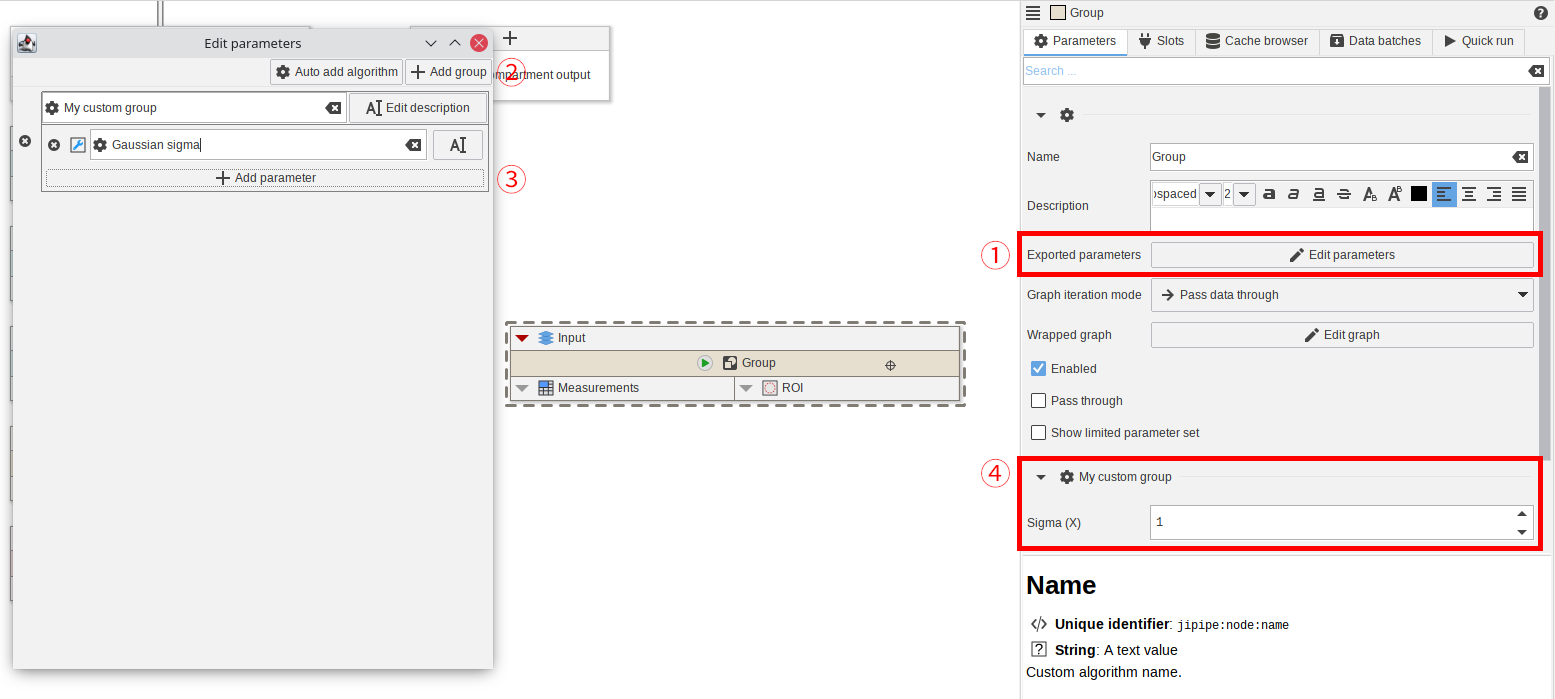 Edit parameters
Auto add algorithm
Add group
②
My custom group
Edit description
Gaussian sigma
Add parameter
③
mpartment output
Input
Group
Measurements
ROI
Group
Parameters
Slots
Cache browser
Data batches
Quick run
Search ...
Name
Group
Description
ospaced
2
Exported parameters
Edit parameters
①
Graph iteration mode
Pass data through
Wrapped graph
Edit graph
Enabled
Pass through
Show limited parameter set
④
My custom group
Sigma (X)
1
Name
Unique identifier: jipipe:node:name
String: A text value
Custom algorithm name.